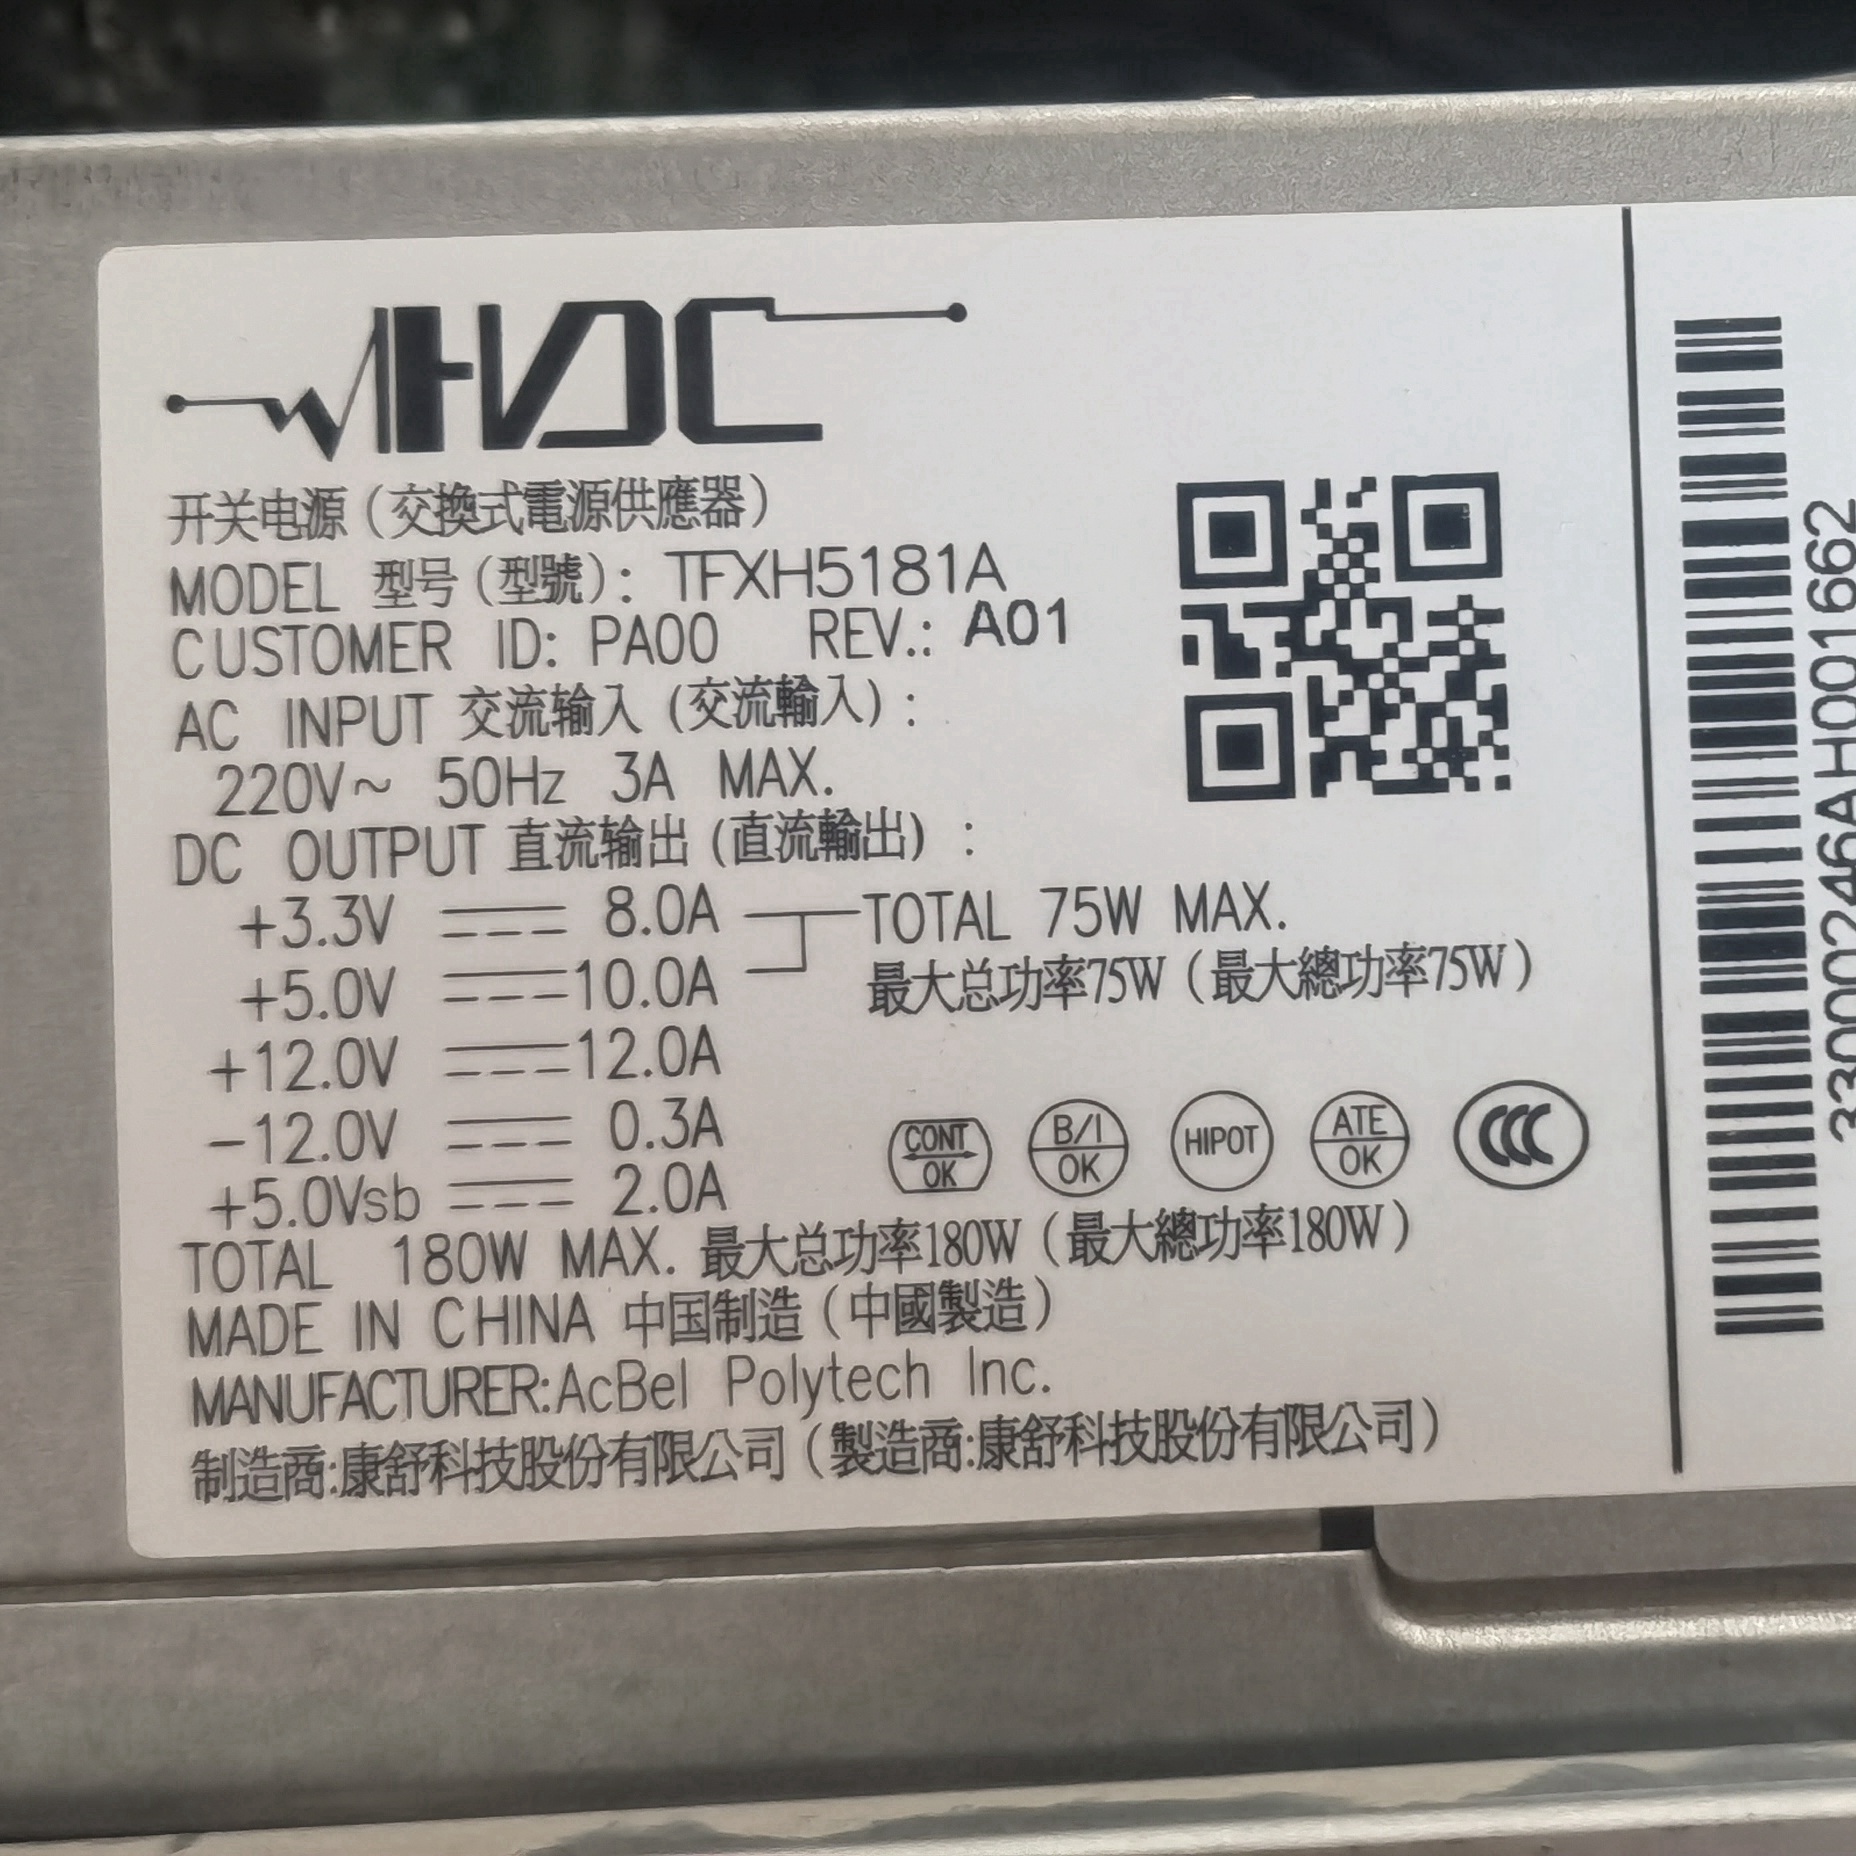 HDC
开关电源（交換式電源供應器）
MODEL 型号（型號）: TFXH5181A
CUSTOMER ID: PA00 REV.: A01
AC INPUT 交流输入（交流輸入）:
220V~ 50Hz 3A MAX.
DC OUTPUT 直流输出（直流輸出）:
+3.3V 8.0A TOTAL 75W MAX.
+5.0V 10.0A 最大总功率75W（最大總功率75W）
+12.0V 12.0A
-12.0V 0.3A
+5.0Vsb 2.0A
CONT OK B/I OK HIPOT ATE OK CCC
TOTAL 180W MAX. 最大总功率180W（最大總功率180W）
MADE IN CHINA 中国制造（中國製造）
MANUFACTURER:AcBel Polytech Inc.
制造商:康舒科技股份有限公司（製造商:康舒科技股份有限公司）
33000246AH001662